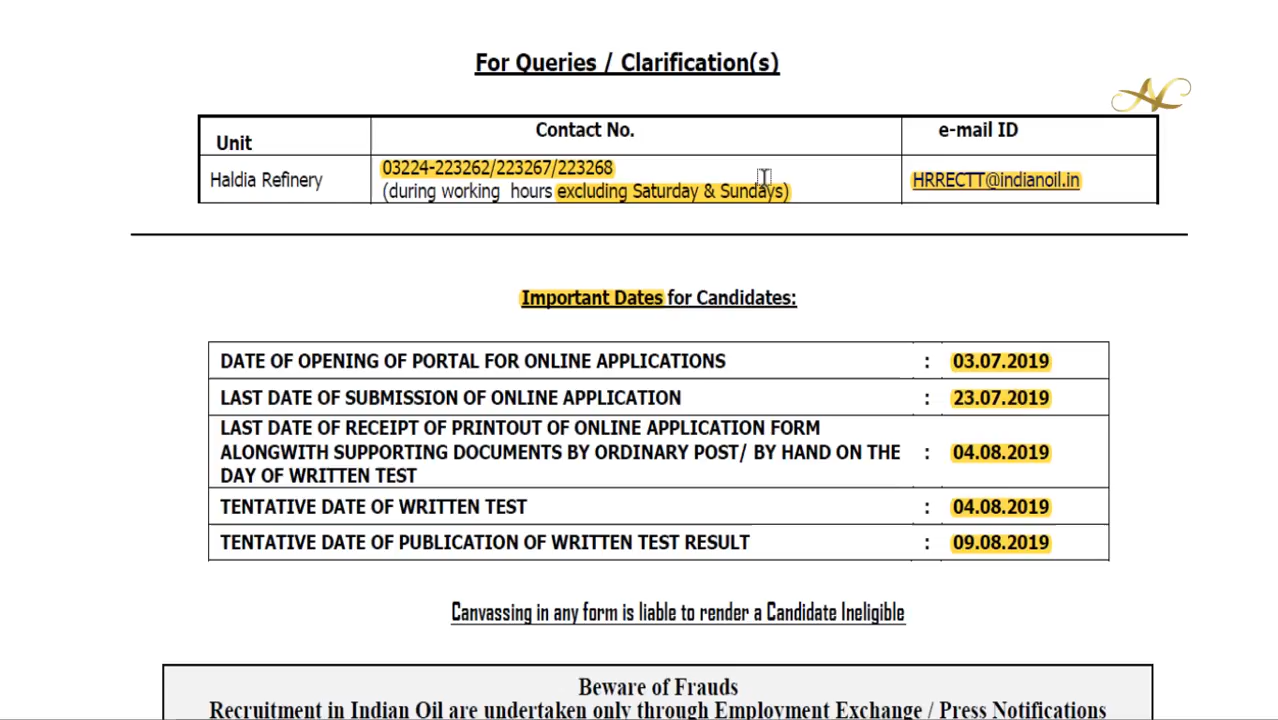 For Queries / Clarification(s)
Unit
Contact No.
e-mail ID
Haldia Refinery
03224-223262/223267/223268
(during working hours excluding Saturday & Sundays)
HRRECTT@indianoil.in
Important Dates for Candidates:
DATE OF OPENING OF PORTAL FOR ONLINE APPLICATIONS : 03.07.2019
LAST DATE OF SUBMISSION OF ONLINE APPLICATION : 23.07.2019
LAST DATE OF RECEIPT OF PRINTOUT OF ONLINE APPLICATION FORM
ALONGWITH SUPPORTING DOCUMENTS BY ORDINARY POST/ BY HAND ON THE : 04.08.2019
DAY OF WRITTEN TEST
TENTATIVE DATE OF WRITTEN TEST : 04.08.2019
TENTATIVE DATE OF PUBLICATION OF WRITTEN TEST RESULT : 09.08.2019
Canvassing in any form is liable to render a Candidate Ineligible
Beware of Frauds
Recruitment in Indian Oil are undertaken only through Employment Exchange / Press Notifications